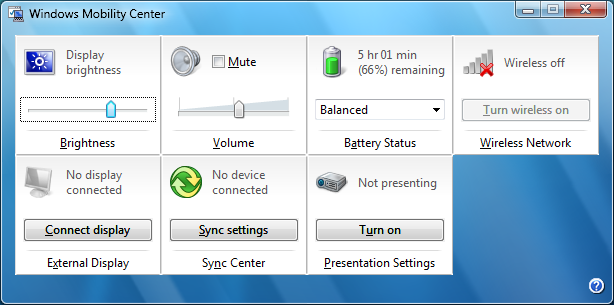 Windows Mobility Center
Display
brightness
Brightness
Mute
Volume
5 hr 01 min
(66%) remaining
Balanced
Battery Status
Wireless off
Turn wireless on
Wireless Network
No display
connected
Connect display
External Display
No device
connected
Sync settings
Sync Center
Not presenting
Turn on
Presentation Settings
?